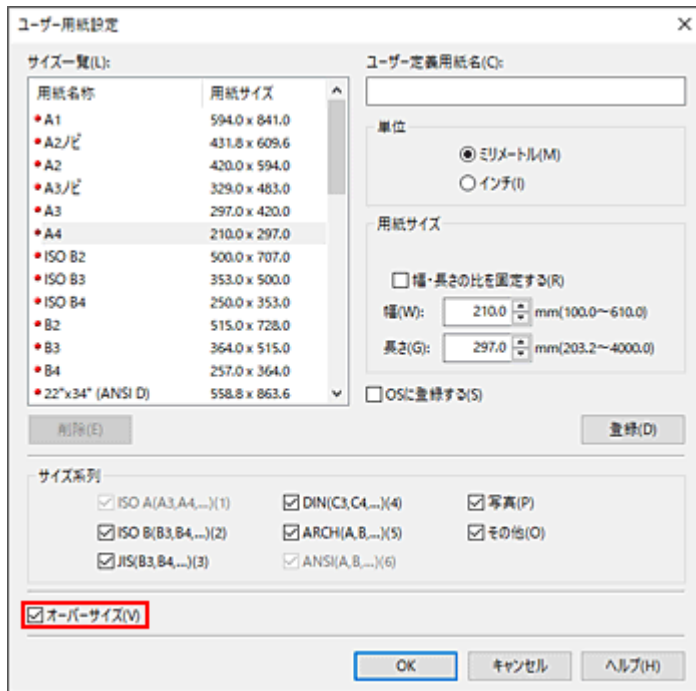 ユーザー用紙設定
サイズ一覧(L):
用紙名称 用紙サイズ
A1 594.0 x 841.0
A2ノビ 431.8 x 609.6
A2 420.0 x 594.0
A3ノビ 329.0 x 483.0
A3 297.0 x 420.0
A4 210.0 x 297.0
ISO B2 500.0 x 707.0
ISO B3 353.0 x 500.0
ISO B4 250.0 x 353.0
B2 515.0 x 728.0
B3 364.0 x 515.0
B4 257.0 x 364.0
22"x34" (ANSI D) 558.8 x 863.6
削除(E)
ユーザー定義用紙名(C):
単位
ミリメートル(M)
インチ(I)
用紙サイズ
幅・長さの比を固定する(R)
幅(W): 210.0 mm(100.0～610.0)
長さ(G): 297.0 mm(203.2～4000.0)
OSに登録する(S)
登録(D)
サイズ系列
ISO A(A3,A4,...)(1) DIN(C3,C4,...)(4) 写真(P)
ISO B(B3,B4,...)(2) ARCH(A,B,...)(5) その他(O)
JIS(B3,B4,...)(3) ANSI(A,B,...)(6)
オーバーサイズ(V)
OK キャンセル ヘルプ(H)